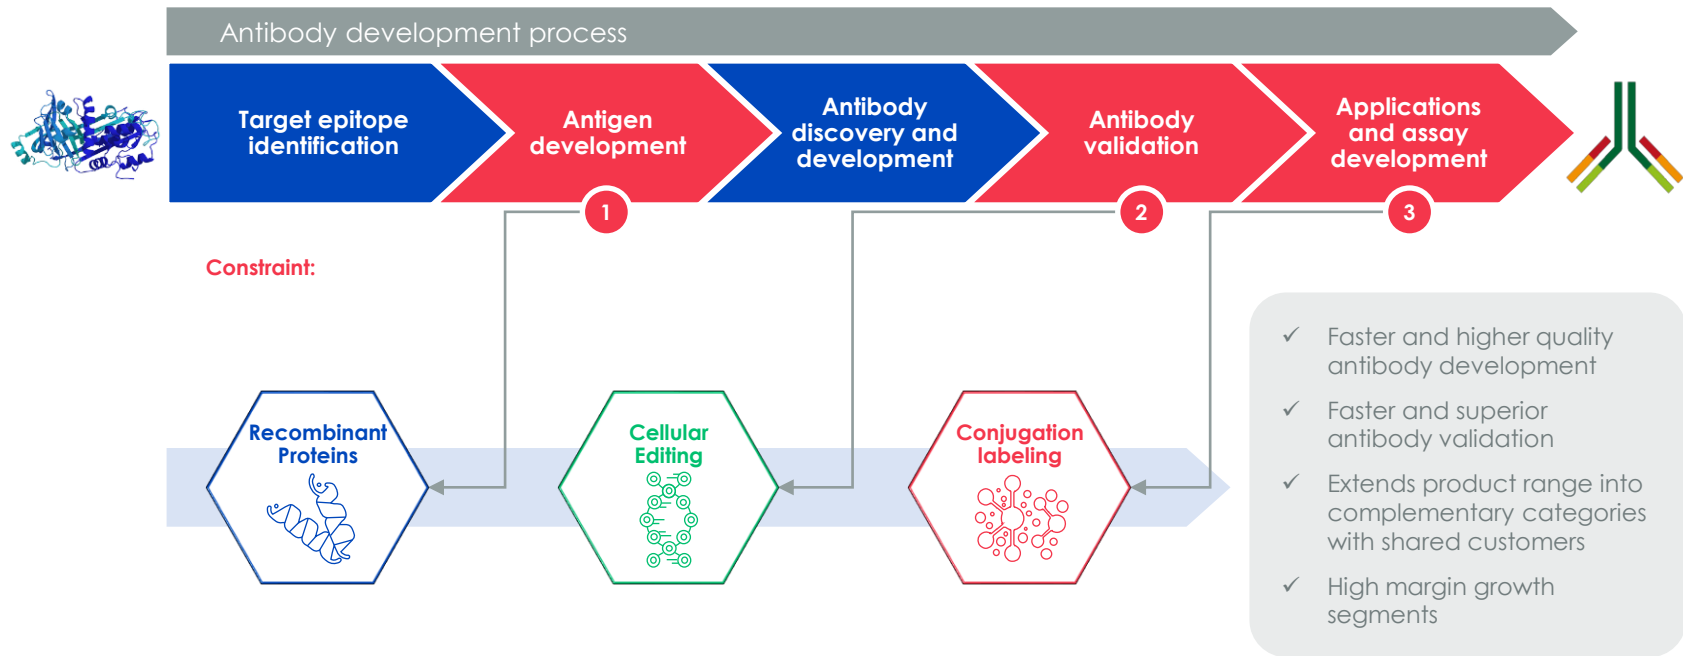 Antibody development process
Target epitope
identification
Antigen
development
Antibody
discovery and
development
Antibody
validation
Applications
and assay
development
1
2
3
Constraint:
Recombinant
Proteins
Cellular
Editing
Conjugation
labeling
✓ Faster and higher quality
antibody development
✓ Faster and superior
antibody validation
✓ Extends product range into
complementary categories
with shared customers
✓ High margin growth
segments